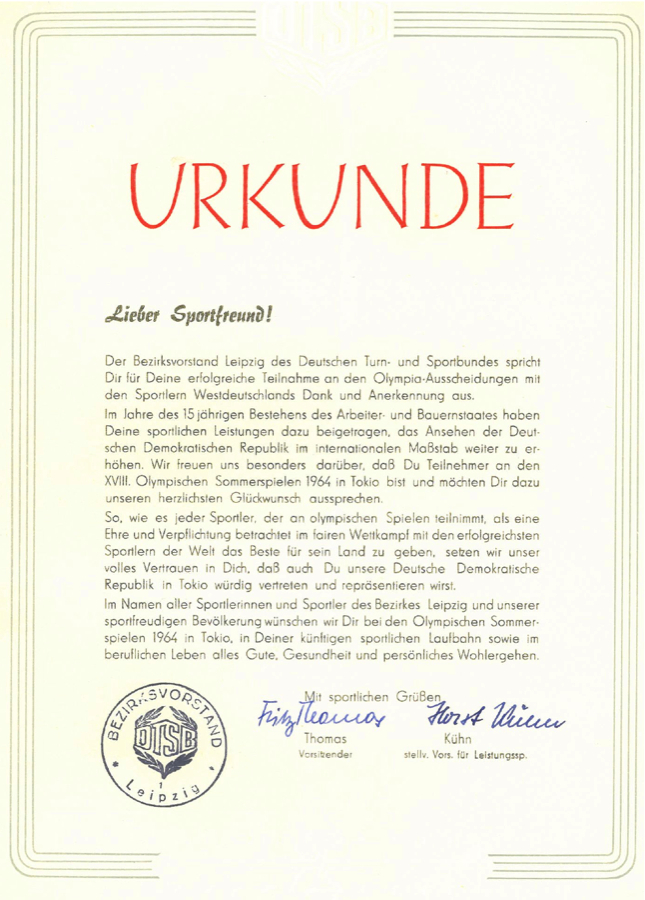 DTSB
URKUNDE
Lieber Sportfreund!
Der Bezirksvorstand Leipzig des Deutschen Turn- und Sportbundes spricht
Dir für Deine erfolgreiche Teilnahme an den Olympia-Ausscheidungen mit
den Sportlern Westdeutschlands Dank und Anerkennung aus.
Im Jahre des 15 jährigen Bestehens des Arbeiter- und Bauernstaates haben
Deine sportlichen Leistungen dazu beigetragen, das Ansehen der Deut-
schen Demokratischen Republik im internationalen Maßstab weiter zu er-
höhen. Wir freuen uns besonders darüber, daß Du Teilnehmer an den
XVIII. Olympischen Sommerspielen 1964 in Tokio bist und möchten Dir dazu
unseren herzlichsten Glückwunsch aussprechen.
So, wie es jeder Sportler, der an olympischen Spielen teilnimmt, als eine
Ehre und Verpflichtung betrachtet im fairen Wettkampf mit den erfolgreichsten
Sportlern der Welt das Beste für sein Land zu geben, setzen wir unser
volles Vertrauen in Dich, daß auch Du unsere Deutsche Demokratische
Republik in Tokio würdig vertreten und repräsentieren wirst.
Im Namen aller Sportlerinnen und Sportler des Bezirkes Leipzig und unserer
sportfreudigen Bevölkerung wünschen wir Dir bei den Olympischen Sommer-
spielen 1964 in Tokio, in Deiner künftigen sportlichen Laufbahn sowie im
beruflichen Leben alles Gute, Gesundheit und persönliches Wohlergehen.
Mit sportlichen Grüßen
Fritz Thomas Horst Kühn
Thomas Kühn
Vorsitzender stellv. Vors. für Leistungssp.
BEZIRKSVORSTAND
DTSB
1
Leipzig